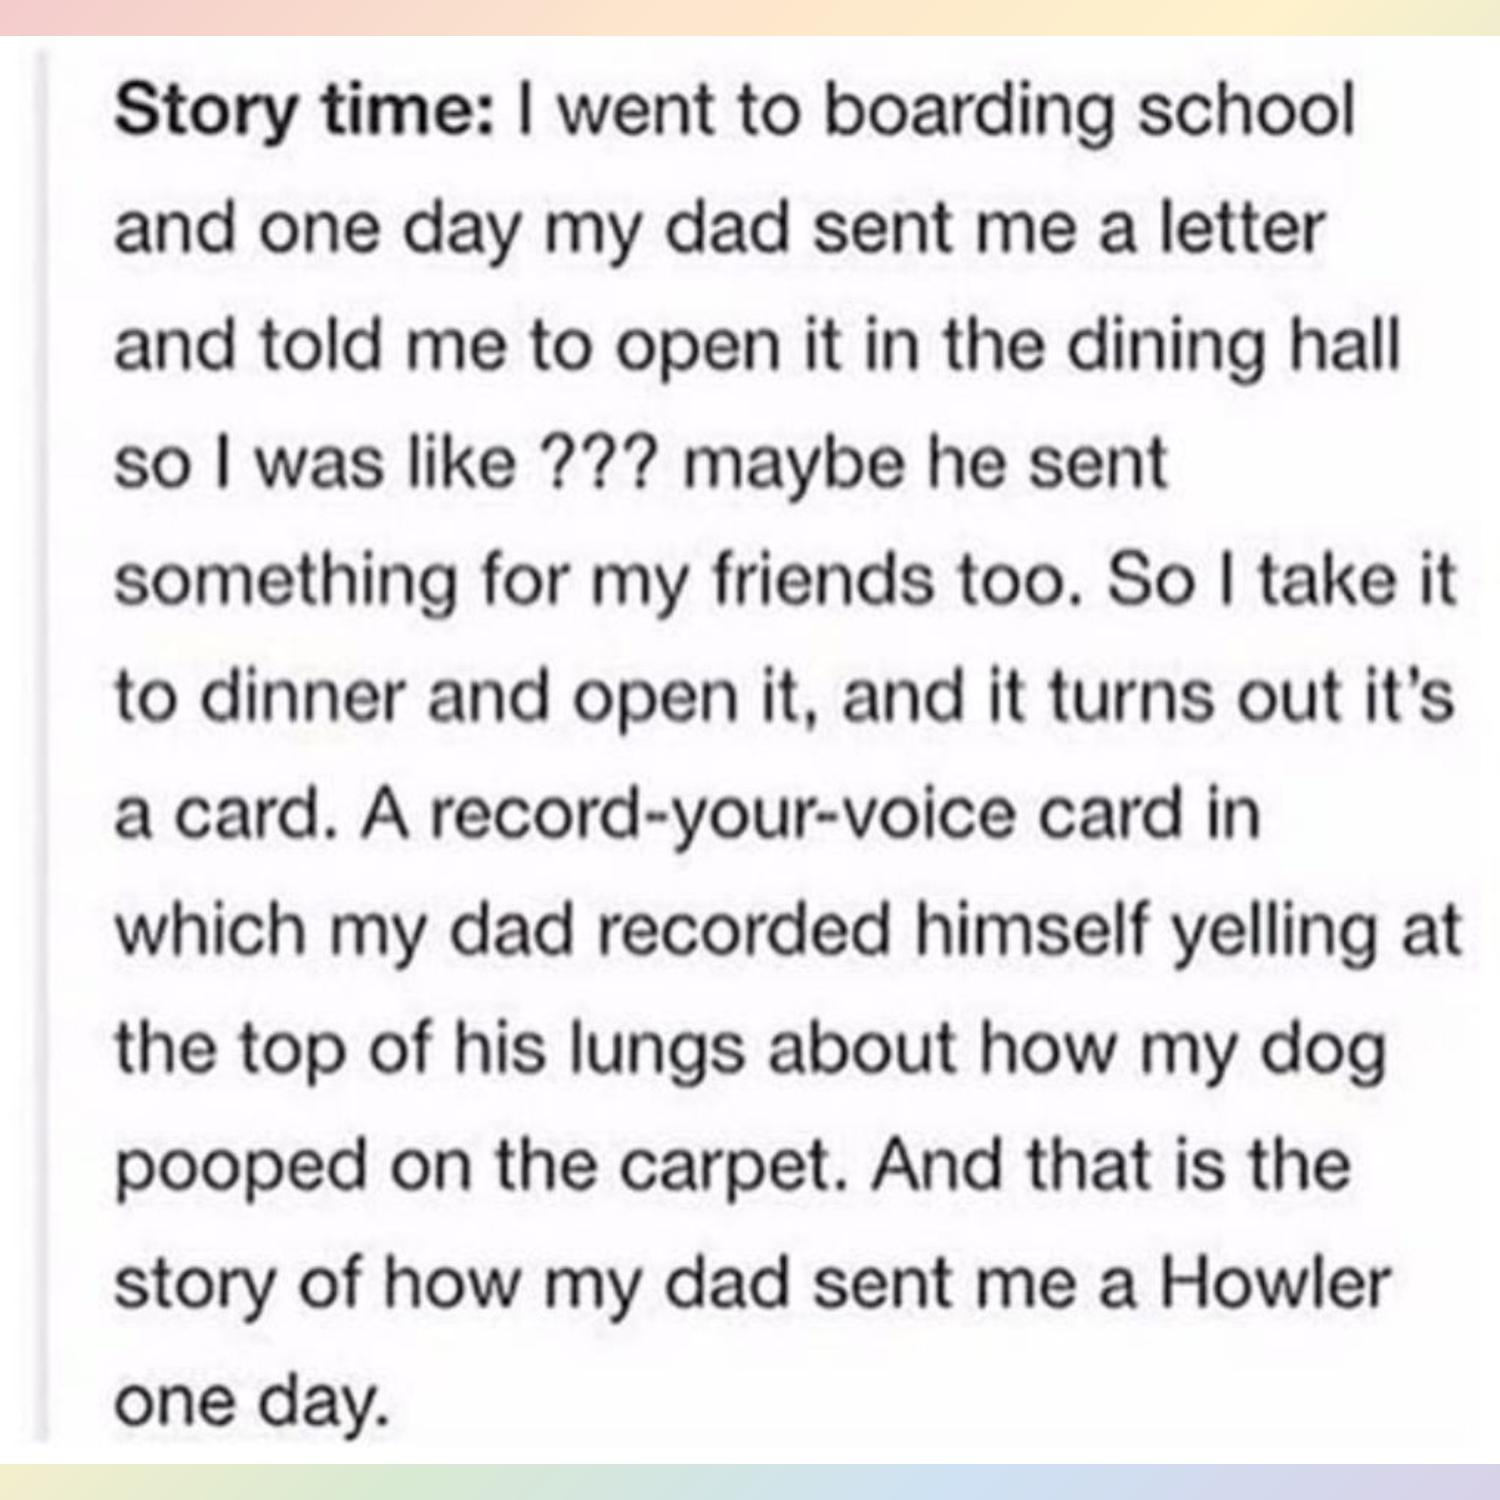 Story time: I went to boarding school
and one day my dad sent me a letter
and told me to open it in the dining hall
so I was like ??? maybe he sent
something for my friends too. So I take it
to dinner and open it, and it turns out it’s
a card. A record-your-voice card in
which my dad recorded himself yelling at
the top of his lungs about how my dog
pooped on the carpet. And that is the
story of how my dad sent me a Howler
one day.